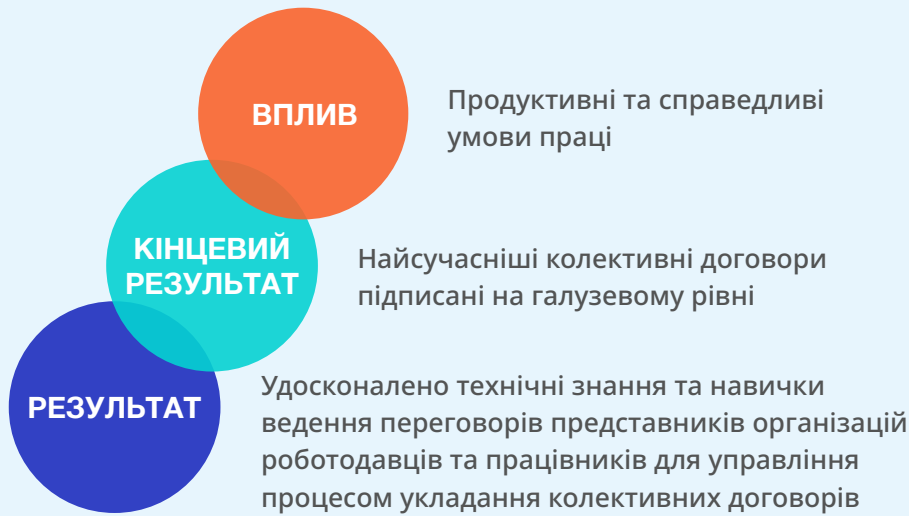 ВПЛИВ
Продуктивні та справедливі
умови праці
КІНЦЕВИЙ
РЕЗУЛЬТАТ
Найсучасніші колективні договори
підписані на галузевому рівні
РЕЗУЛЬТАТ
Удосконалено технічні знання та навички
ведення переговорів представників організацій
роботодавців та працівників для управління
процесом укладання колективних договорів